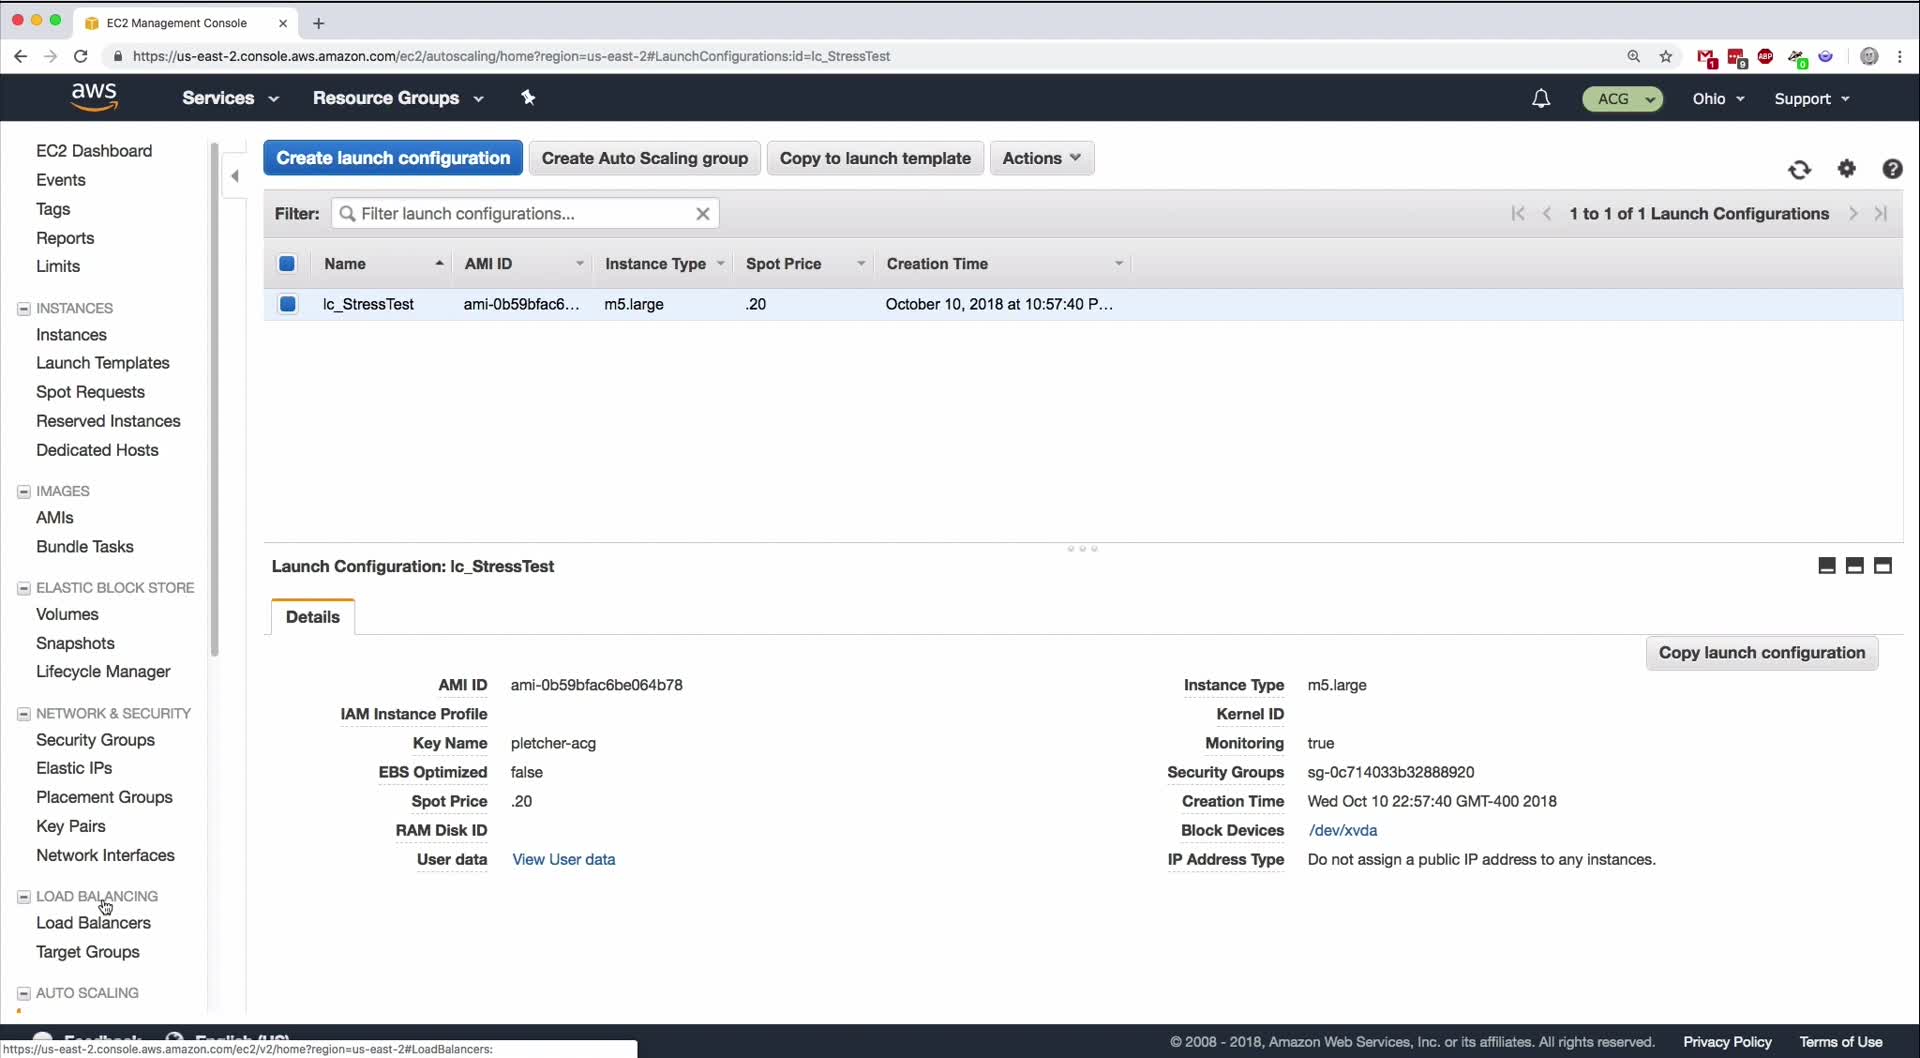 EC2 Management Console
https://us-east-2.console.aws.amazon.com/ec2/autoscaling/home?region=us-east-2#LaunchConfigurations:id=lc_StressTest
1
9
ABP
0
aws
Services
Resource Groups
ACG
Ohio
Support
EC2 Dashboard
Events
Tags
Reports
Limits
INSTANCES
Instances
Launch Templates
Spot Requests
Reserved Instances
Dedicated Hosts
IMAGES
AMIs
Bundle Tasks
ELASTIC BLOCK STORE
Volumes
Snapshots
Lifecycle Manager
NETWORK & SECURITY
Security Groups
Elastic IPs
Placement Groups
Key Pairs
Network Interfaces
LOAD BALANCING
Load Balancers
Target Groups
AUTO SCALING
Create launch configuration
Create Auto Scaling group
Copy to launch template
Actions
Filter:
Filter launch configurations...
1 to 1 of 1 Launch Configurations
Name AMI ID Instance Type Spot Price Creation Time
lc_StressTest ami-0b59bfac6... m5.large .20 October 10, 2018 at 10:57:40 P...
Launch Configuration: lc_StressTest
Details
Copy launch configuration
AMI ID ami-0b59bfac6be064b78
IAM Instance Profile
Key Name pletcher-acg
EBS Optimized false
Spot Price .20
RAM Disk ID
User data View User data
Instance Type m5.large
Kernel ID
Monitoring true
Security Groups sg-0c714033b32888920
Creation Time Wed Oct 10 22:57:40 GMT-400 2018
Block Devices /dev/xvda
IP Address Type Do not assign a public IP address to any instances.
Feedback English (US)
© 2008 - 2018, Amazon Web Services, Inc. or its affiliates. All rights reserved. Privacy Policy Terms of Use
https://us-east-2.console.aws.amazon.com/ec2/v2/home?region=us-east-2#LoadBalancers: